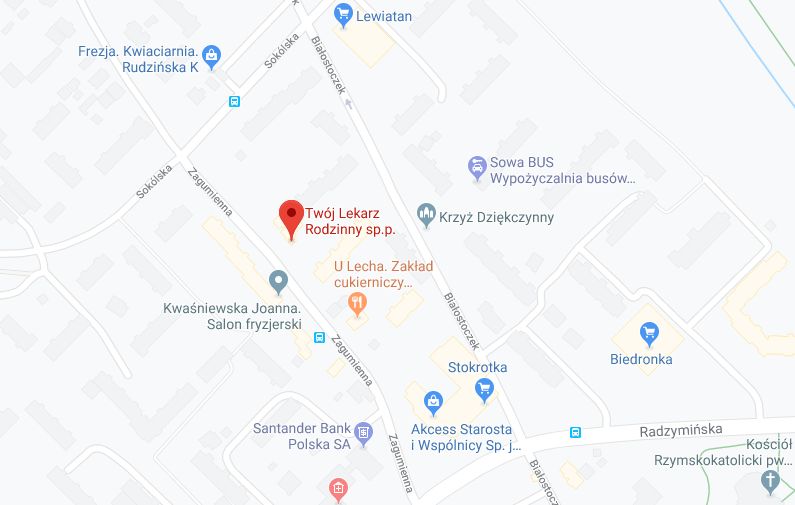 Lewiatan
Frezja. Kwiaciarnia.
Rudzińska K
Sokólska
Białostoczek
Sowa BUS
Wypożyczalnia busów...
Sokólska
Zagumienna
Twój Lekarz
Rodzinny sp.p.
Krzyż Dziękczynny
U Lecha. Zakład
cukierniczy...
Kwaśniewska Joanna.
Salon fryzjerski
Białostoczek
Zagumienna
Biedronka
Stokrotka
Akcess Starosta
i Wspólnicy Sp. j...
Santander Bank
Polska SA
Radzymińska
Zagumienna
Kościół
Rzymskokatolicki pw...
Białostoczek